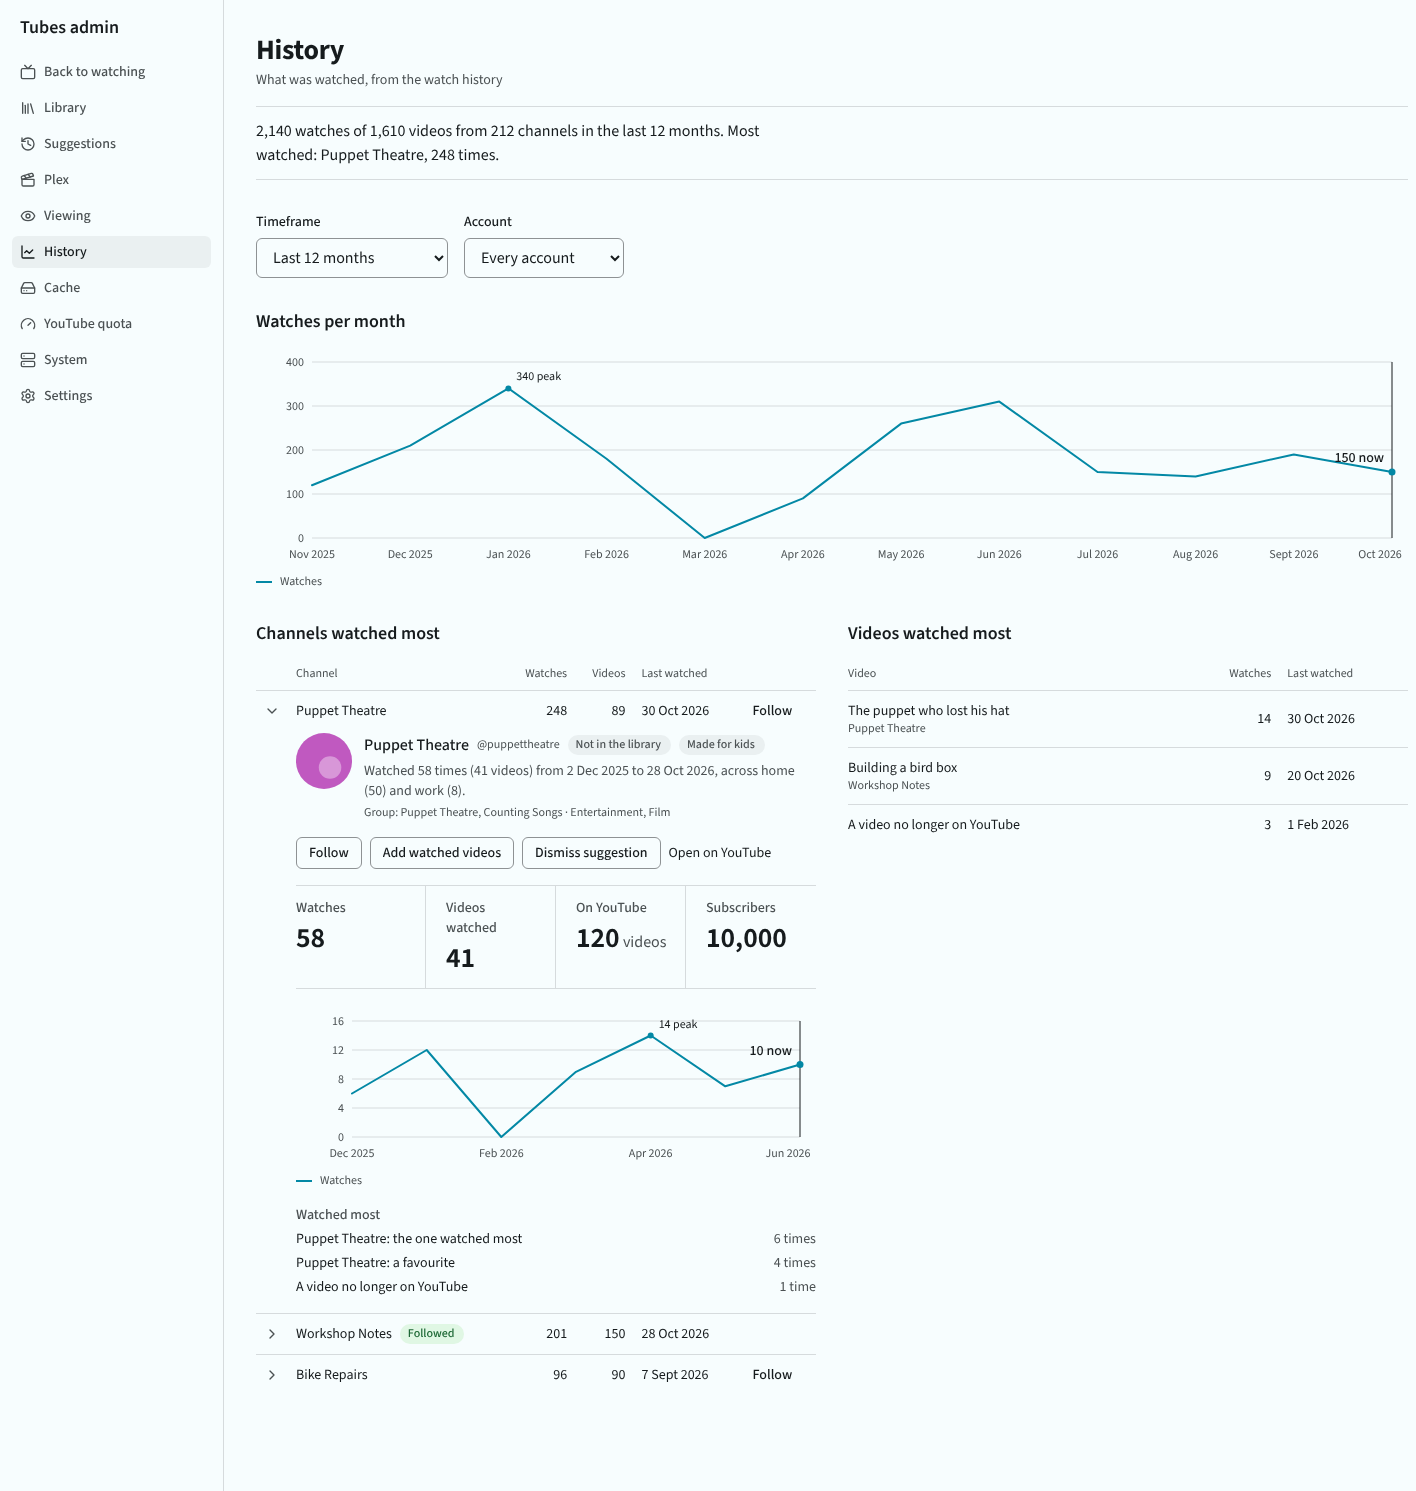 Tubes admin
Back to watching
Library
Suggestions
Plex
Viewing
History
Cache
YouTube quota
System
Settings
History
What was watched, from the watch history
2,140 watches of 1,610 videos from 212 channels in the last 12 months. Most
watched: Puppet Theatre, 248 times.
Timeframe Account
Last 12 months Every account
Watches per month
400
340 peak
300
200
150 now
100
0
Nov 2025 Dec 2025 Jan 2026 Feb 2026 Mar 2026 Apr 2026 May 2026 Jun 2026 Jul 2026 Aug 2026 Sept 2026 Oct 2026
Watches
Channels watched most
Channel Watches Videos Last watched
Puppet Theatre 248 89 30 Oct 2026 Follow
Puppet Theatre @puppettheatre Not in the library Made for kids
Watched 58 times (41 videos) from 2 Dec 2025 to 28 Oct 2026, across home
(50) and work (8).
Group: Puppet Theatre, Counting Songs · Entertainment, Film
Follow Add watched videos Dismiss suggestion Open on YouTube
Watches
58
Videos
watched
41
On YouTube
120 videos
Subscribers
10,000
16
14 peak
12
10 now
8
4
0
Dec 2025 Feb 2026 Apr 2026 Jun 2026
Watches
Watched most
Puppet Theatre: the one watched most 6 times
Puppet Theatre: a favourite 4 times
A video no longer on YouTube 1 time
Workshop Notes Followed 201 150 28 Oct 2026
Bike Repairs 96 90 7 Sept 2026 Follow
Videos watched most
Video Watches Last watched
The puppet who lost his hat 14 30 Oct 2026
Puppet Theatre
Building a bird box 9 20 Oct 2026
Workshop Notes
A video no longer on YouTube 3 1 Feb 2026